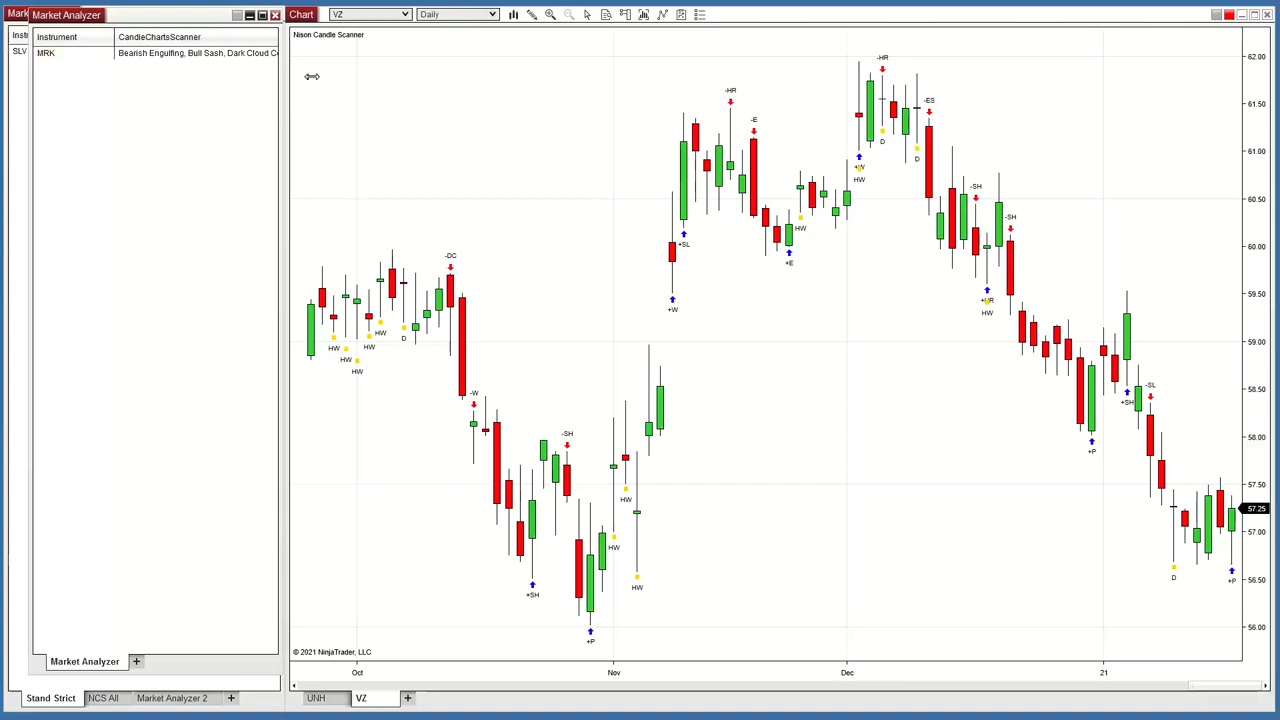 Mark
Market Analyzer
Instr
SLV
Instrument
CandleChartsScanner
MRK
Bearish Engulfing, Bull Sash, Dark Cloud C
Market Analyzer
+
Stand Strict
NCS All
Market Analyzer 2
+
Chart
VZ
Daily
Nison Candle Scanner
-HR
62.00
-HR
61.50
-ES
-E
D
D
61.00
+W
HW
-SH
60.50
HW
-SH
+SL
60.00
-DC
+E
59.50
+W
+HR
HW
HW
HW
D
HW
HW
59.00
HW
-SL
58.50
-W
+SH
-SH
58.00
+P
57.50
HW
57.25
HW
D
56.50
HW
+P
+SH
+P
56.00
© 2021 NinjaTrader, LLC
Oct
Nov
Dec
21
UNH
VZ
+